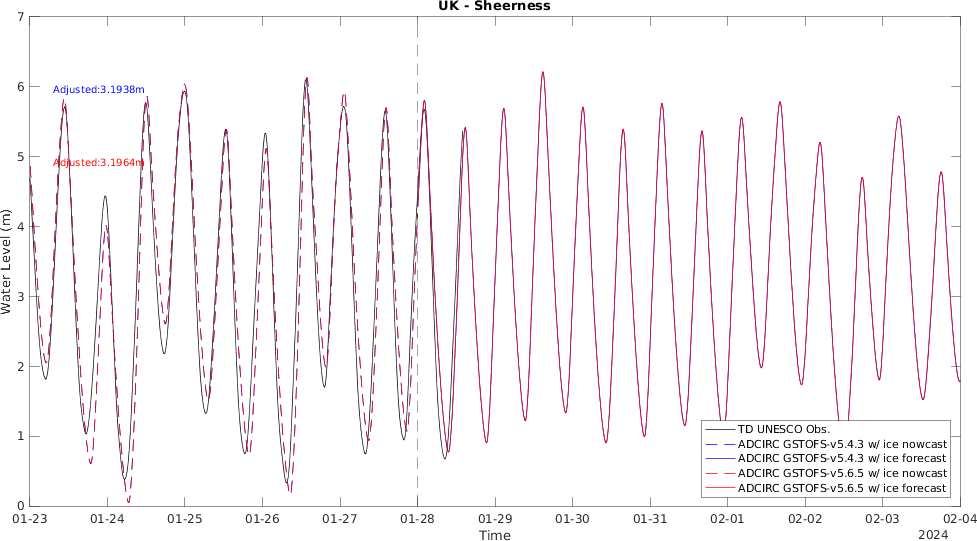 UK - Sheerness
7
6
5
4
3
2
1
0
Water Level (m)
Adjusted:3.1938m
Adjusted:3.1964m
TD UNESCO Obs.
ADCIRC GSTOFS-v5.4.3 w/ ice nowcast
ADCIRC GSTOFS-v5.4.3 w/ ice forecast
ADCIRC GSTOFS-v5.6.5 w/ ice nowcast
ADCIRC GSTOFS-v5.6.5 w/ ice forecast
01-23 01-24 01-25 01-26 01-27 01-28 01-29 01-30 01-31 02-01 02-02 02-03 02-04
Time
2024